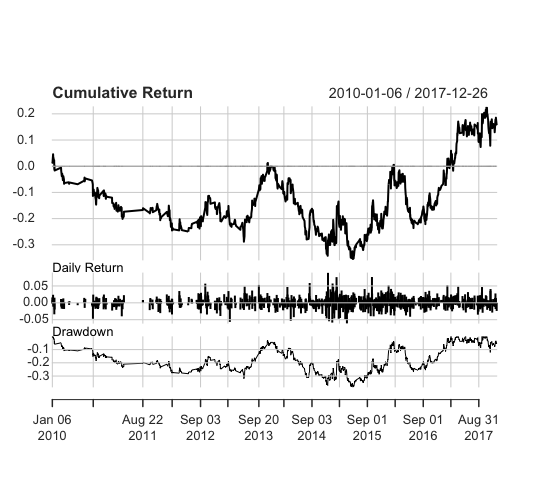 Cumulative Return 2010-01-06 / 2017-12-26
0.2
0.1
0.0
-0.1
-0.2
-0.3
Daily Return
0.05
0.00
-0.05
Drawdown
-0.1
-0.2
-0.3
Jan 06 Aug 22 Sep 03 Sep 20 Sep 03 Sep 01 Sep 01 Aug 31
2010 2011 2012 2013 2014 2015 2016 2017